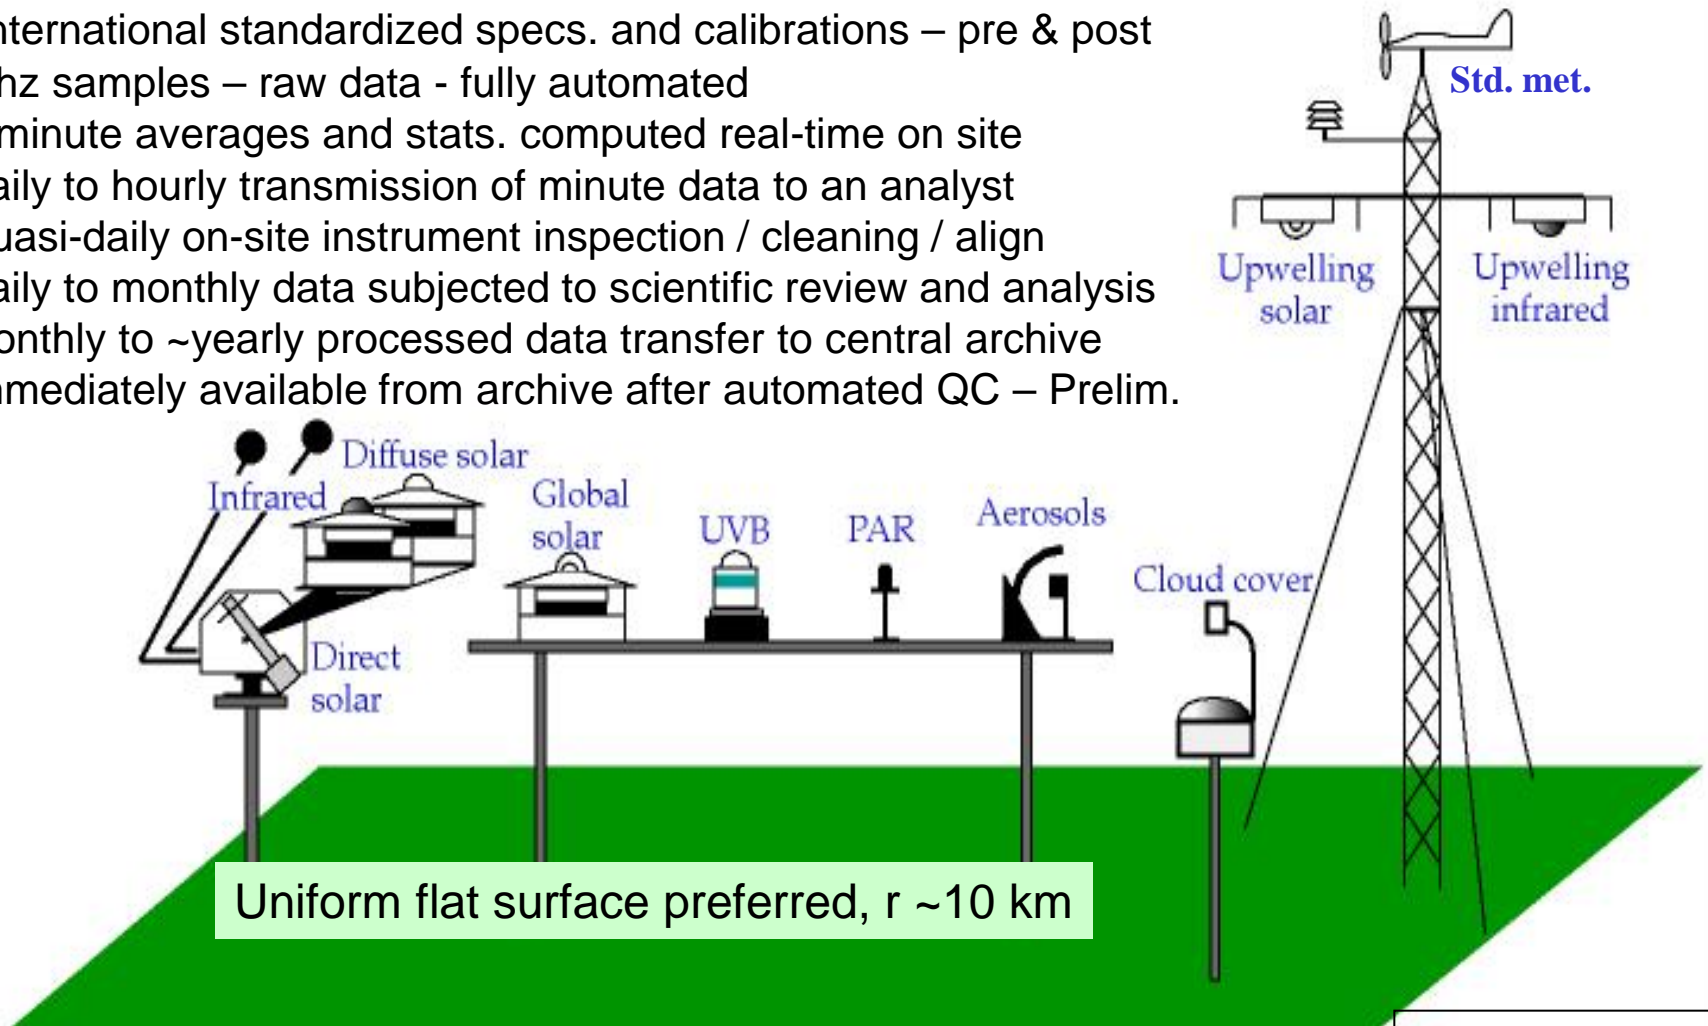 nternational standardized specs. and calibrations – pre & post
hz samples – raw data - fully automated
minute averages and stats. computed real-time on site
aily to hourly transmission of minute data to an analyst
uasi-daily on-site instrument inspection / cleaning / align
aily to monthly data subjected to scientific review and analysis
onthly to ~yearly processed data transfer to central archive
mmediately available from archive after automated QC – Prelim.
Std. met.
Upwelling
solar
Upwelling
infrared
Diffuse solar
Infrared
Global
solar
UVB
PAR
Aerosols
Cloud cover
Direct
solar
Uniform flat surface preferred, r ~10 km